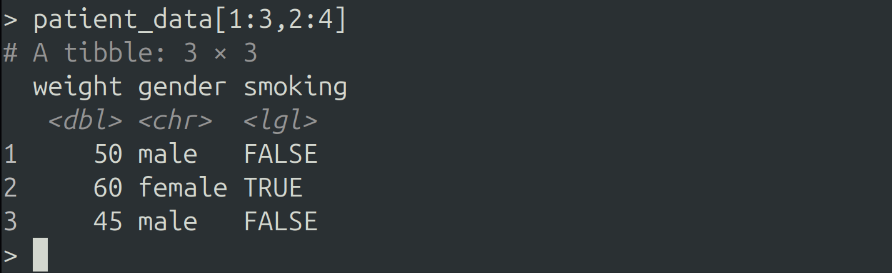 > patient_data[1:3,2:4]
# A tibble: 3 × 3
  weight gender smoking
   <dbl> <chr>  <lgl>
1     50 male   FALSE
2     60 female TRUE
3     45 male   FALSE
>